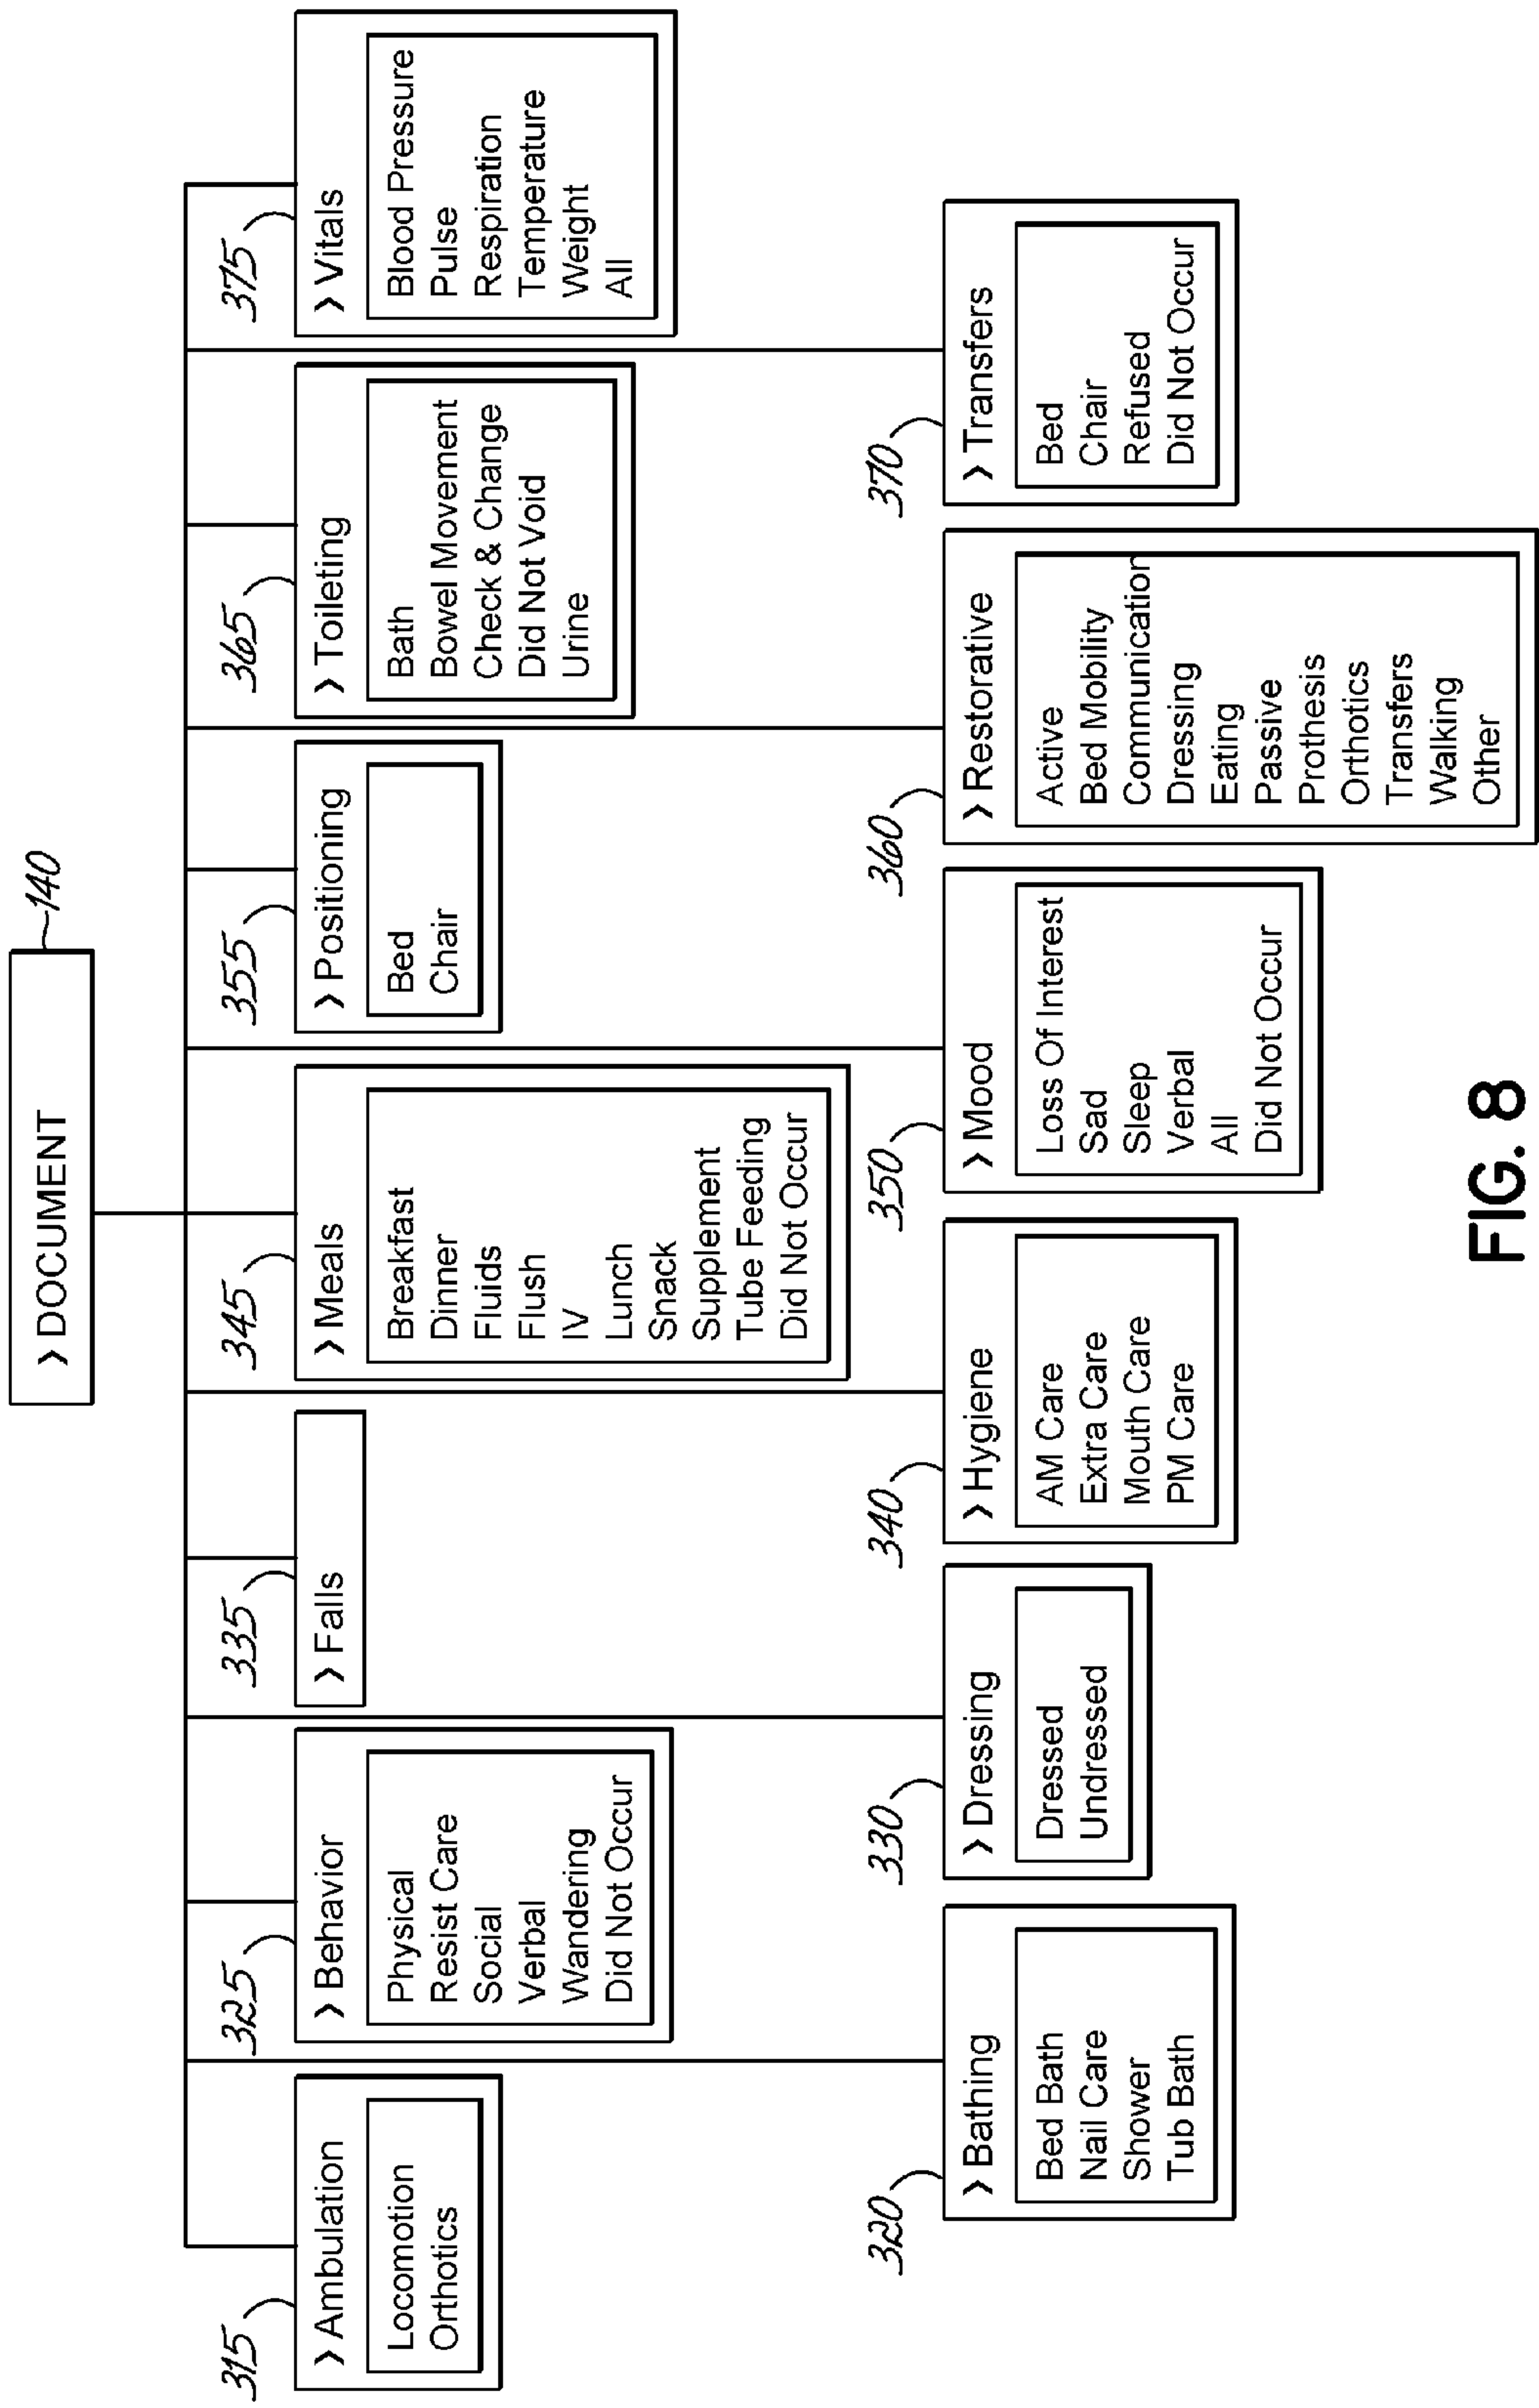 ❯ DOCUMENT
140
315
❯ Ambulation
Locomotion
Orthotics
325
❯ Behavior
Physical
Resist Care
Social
Verbal
Wandering
Did Not Occur
335
❯ Falls
345
❯ Meals
Breakfast
Dinner
Fluids
Flush
IV
Lunch
Snack
Supplement
Tube Feeding
Did Not Occur
355
❯ Positioning
Bed
Chair
365
❯ Toileting
Bath
Bowel Movement
Check & Change
Did Not Void
Urine
375
❯ Vitals
Blood Pressure
Pulse
Respiration
Temperature
Weight
All
320
❯ Bathing
Bed Bath
Nail Care
Shower
Tub Bath
330
❯ Dressing
Dressed
Undressed
340
❯ Hygiene
AM Care
Extra Care
Mouth Care
PM Care
350
❯ Mood
Loss Of Interest
Sad
Sleep
Verbal
All
Did Not Occur
360
❯ Restorative
Active
Bed Mobility
Communication
Dressing
Eating
Passive
Prothesis
Orthotics
Transfers
Walking
Other
370
❯ Transfers
Bed
Chair
Refused
Did Not Occur
FIG. 8